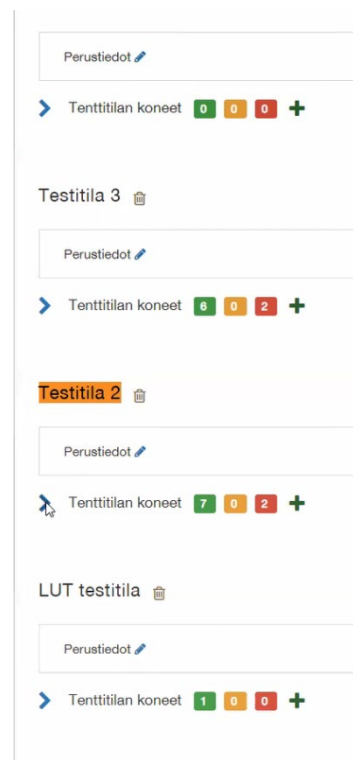 Perustiedot
Tenttitilan koneet 0 0 0
Testitila 3
Perustiedot
Tenttitilan koneet 6 0 2
Testitila 2
Perustiedot
Tenttitilan koneet 7 0 2
LUT testitila
Perustiedot
Tenttitilan koneet 1 0 0